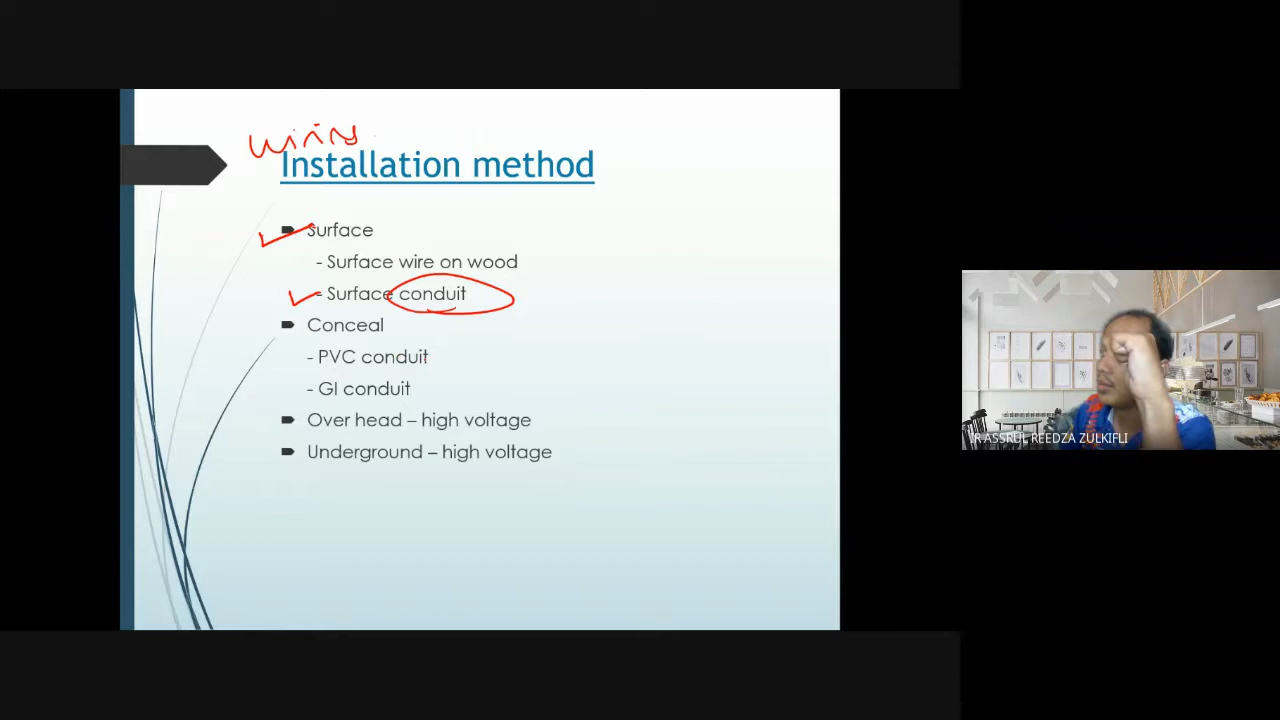 wiring
Installation method
Surface
- Surface wire on wood
- Surface conduit
Conceal
- PVC conduit
- GI conduit
Over head – high voltage
Underground – high voltage
R ASSRUL REEDZA ZULKIFLI